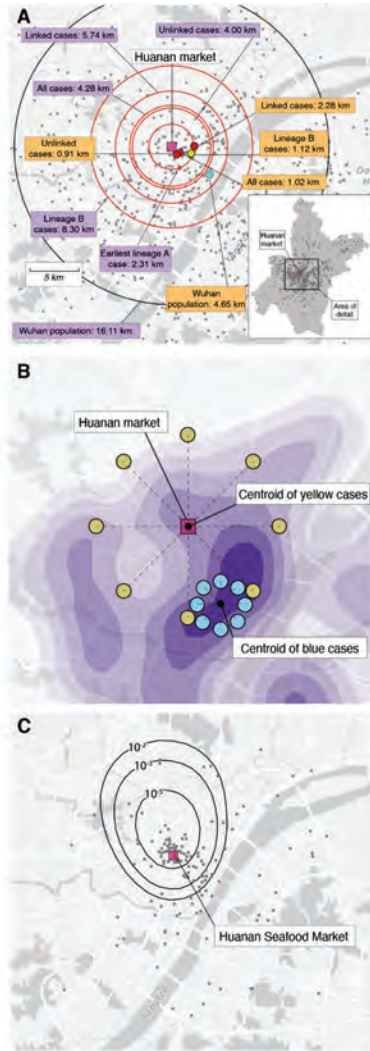 A
Linked cases: 5.74 km
Unlinked
cases: 4.00 km
Huanan market
All cases: 4.28 km
Linked cases: 2.28 km
Unlinked
cases: 0.91 km
Lineage B
cases: 1.12 km
All cases: 1.02 km
Lineage B
cases:
8.30 km
Earliest lineage A
case:
2.31 km
5 km
Wuhan
population:
4.65 km
Wuhan population: 16.11 km
Huanan
market
Area of
detail
B
Huanan market
Centroid of yellow cases
Centroid of blue cases
C
Huanan Seafood Market